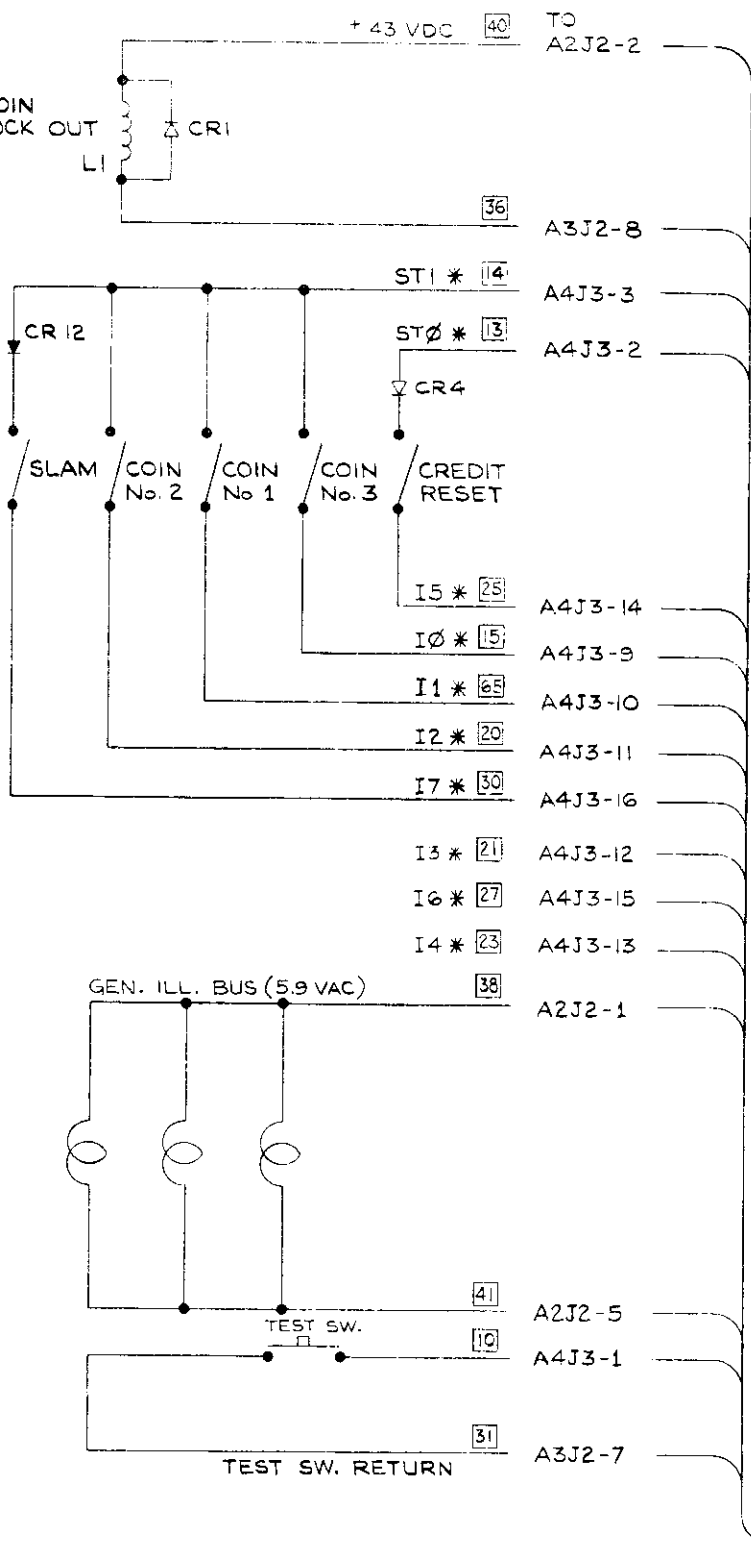 + 43 VDC 40 TO
A2J2-2
OIN
OCK OUT
CR1
L1
36 A3J2-8
ST1 * 14 A4J3-3
STØ * 13 A4J3-2
CR 12
CR4
SLAM
COIN
No. 2
COIN
No 1
COIN
No. 3
CREDIT
RESET
I5 * 25 A4J3-14
IØ * 15 A4J3-9
I1 * 65 A4J3-10
I2 * 20 A4J3-11
I7 * 30 A4J3-16
I3 * 21 A4J3-12
I6 * 27 A4J3-15
I4 * 23 A4J3-13
GEN. ILL. BUS (5.9 VAC) 38 A2J2-1
41 A2J2-5
TEST SW.
10 A4J3-1
31 A3J2-7
TEST SW. RETURN